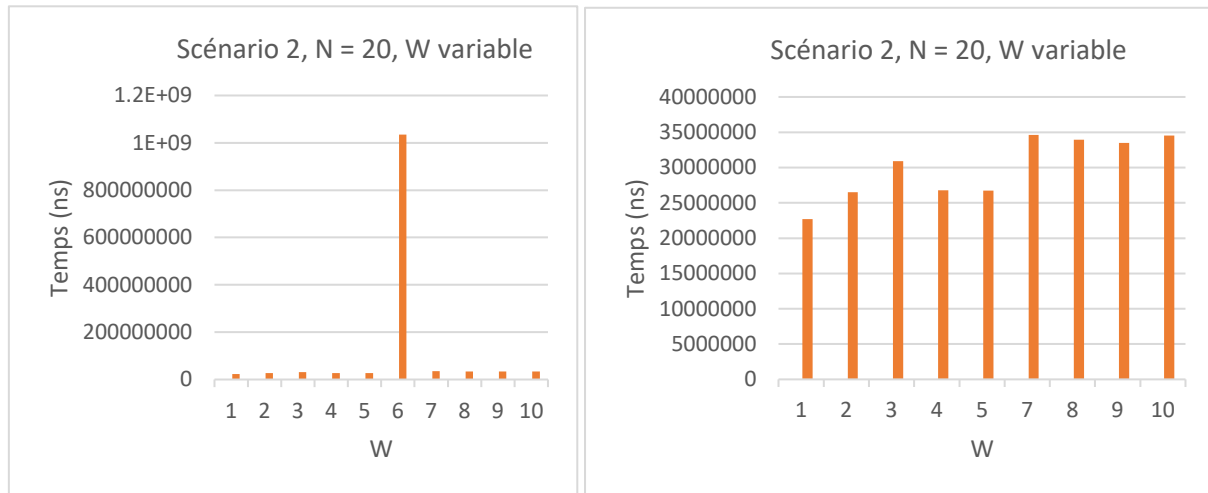 Scénario 2, N = 20, W variable
Temps (ns)
1.2E+09
1E+09
800000000
600000000
400000000
200000000
0
1 2 3 4 5 6 7 8 9 10
W
Scénario 2, N = 20, W variable
Temps (ns)
40000000
35000000
30000000
25000000
20000000
15000000
10000000
5000000
0
1 2 3 4 5 7 8 9 10
W